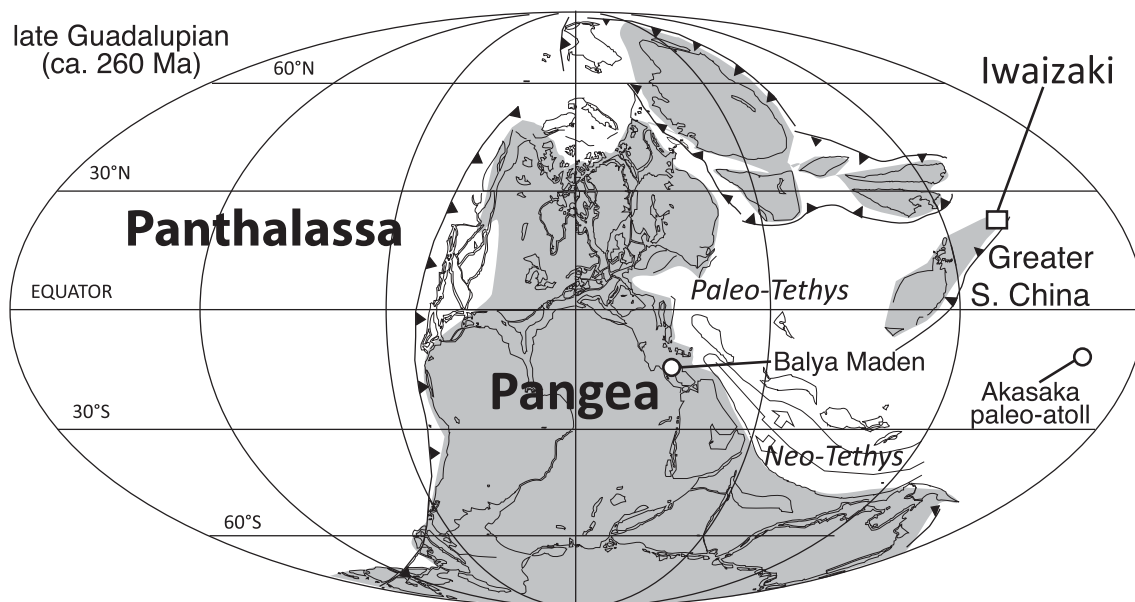 late Guadalupian
(ca. 260 Ma)
60°N
Iwaizaki
30°N
Panthalassa
Greater
S. China
EQUATOR
Paleo-Tethys
Balya Maden
Pangea
Akasaka
paleo-atoll
30°S
Neo-Tethys
60°S